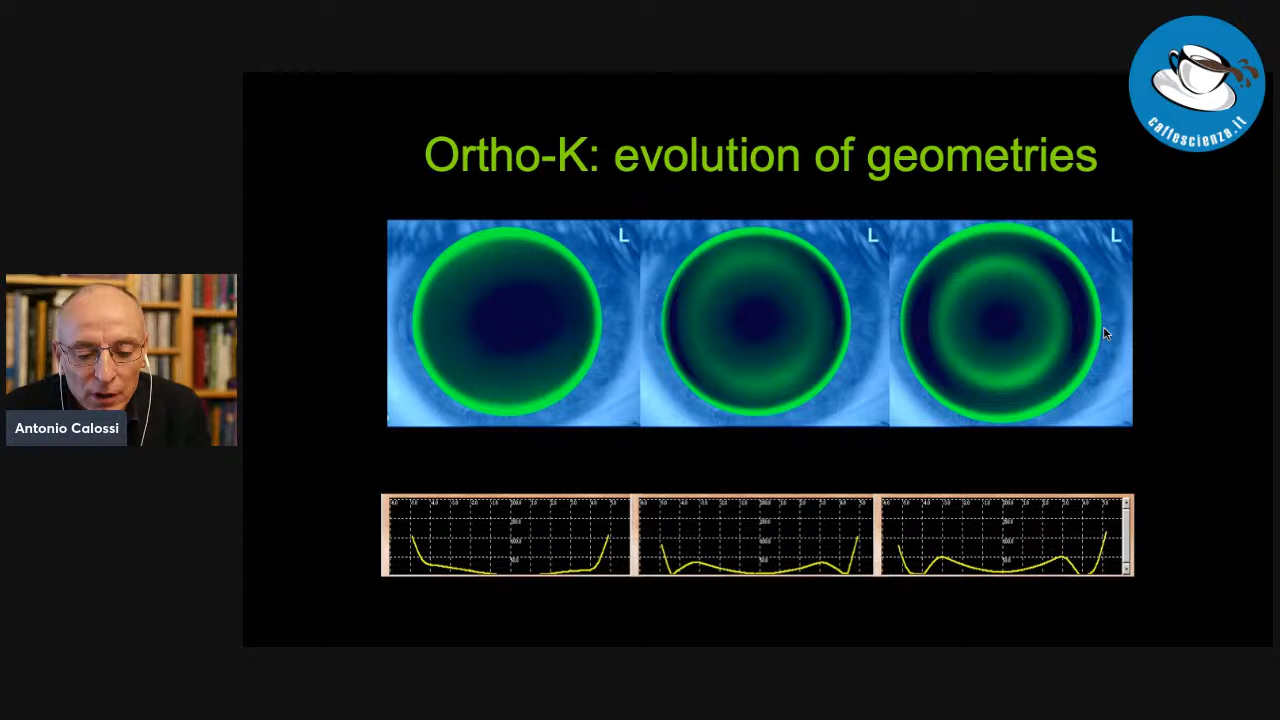 caffescienza.it
Ortho-K: evolution of geometries
L
L
L
Antonio Calossi